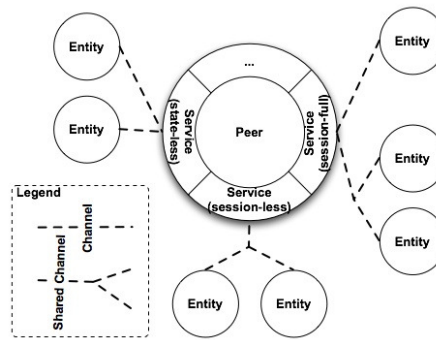 Entity
Entity
...
Entity
Service
(state-less)
Peer
Service
(session-full)
Entity
Service
(session-less)
Entity
Legend
Channel
Shared Channel
Entity
Entity